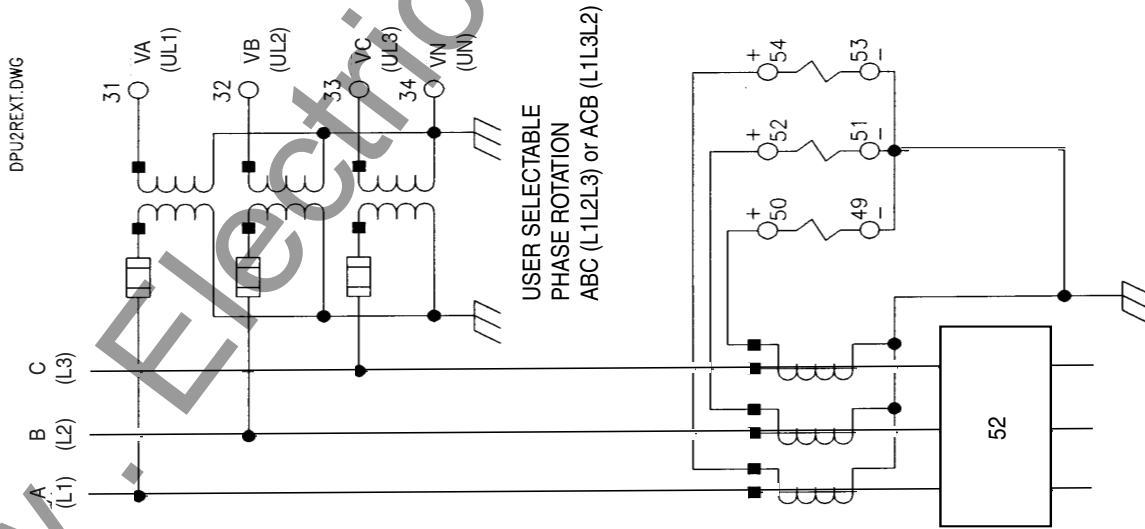 DPU2REXT.DWG
31
VA
(UL1)
32
VB
(UL2)
33
VC
(UL3)
34
VN
(UN)
C
(L3)
B
(L2)
A
(L1)
USER SELECTABLE
PHASE ROTATION
ABC (L1L2L3) or ACB (L1L3L2)
+
54
53
-
+
52
51
-
+
50
49
-
52
. Electric